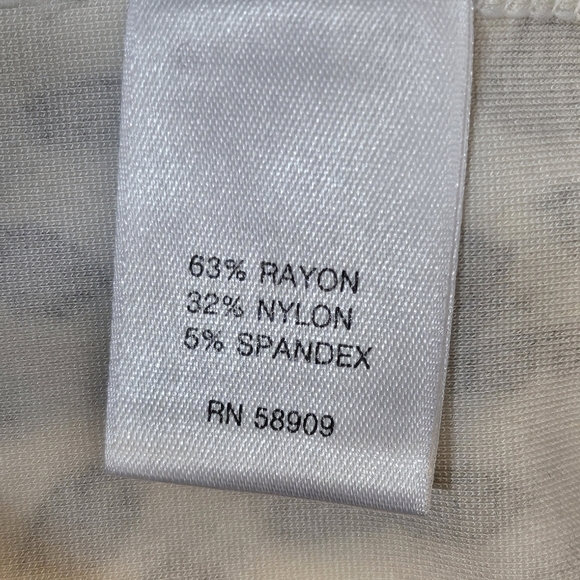 63% RAYON
32% NYLON
5% SPANDEX
RN 58909